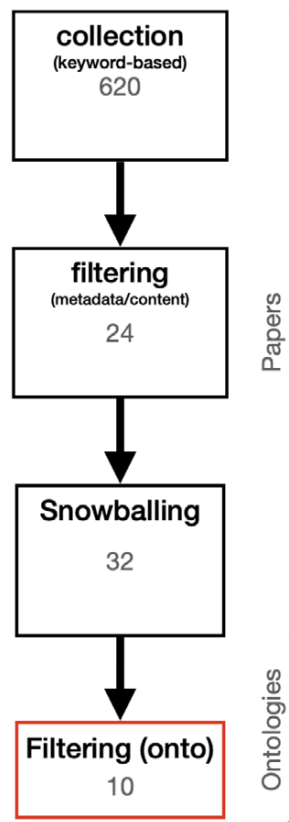 collection
(keyword-based)
620
filtering
(metadata/content)
24
Papers
Snowballing
32
Filtering (onto)
10
Ontologies